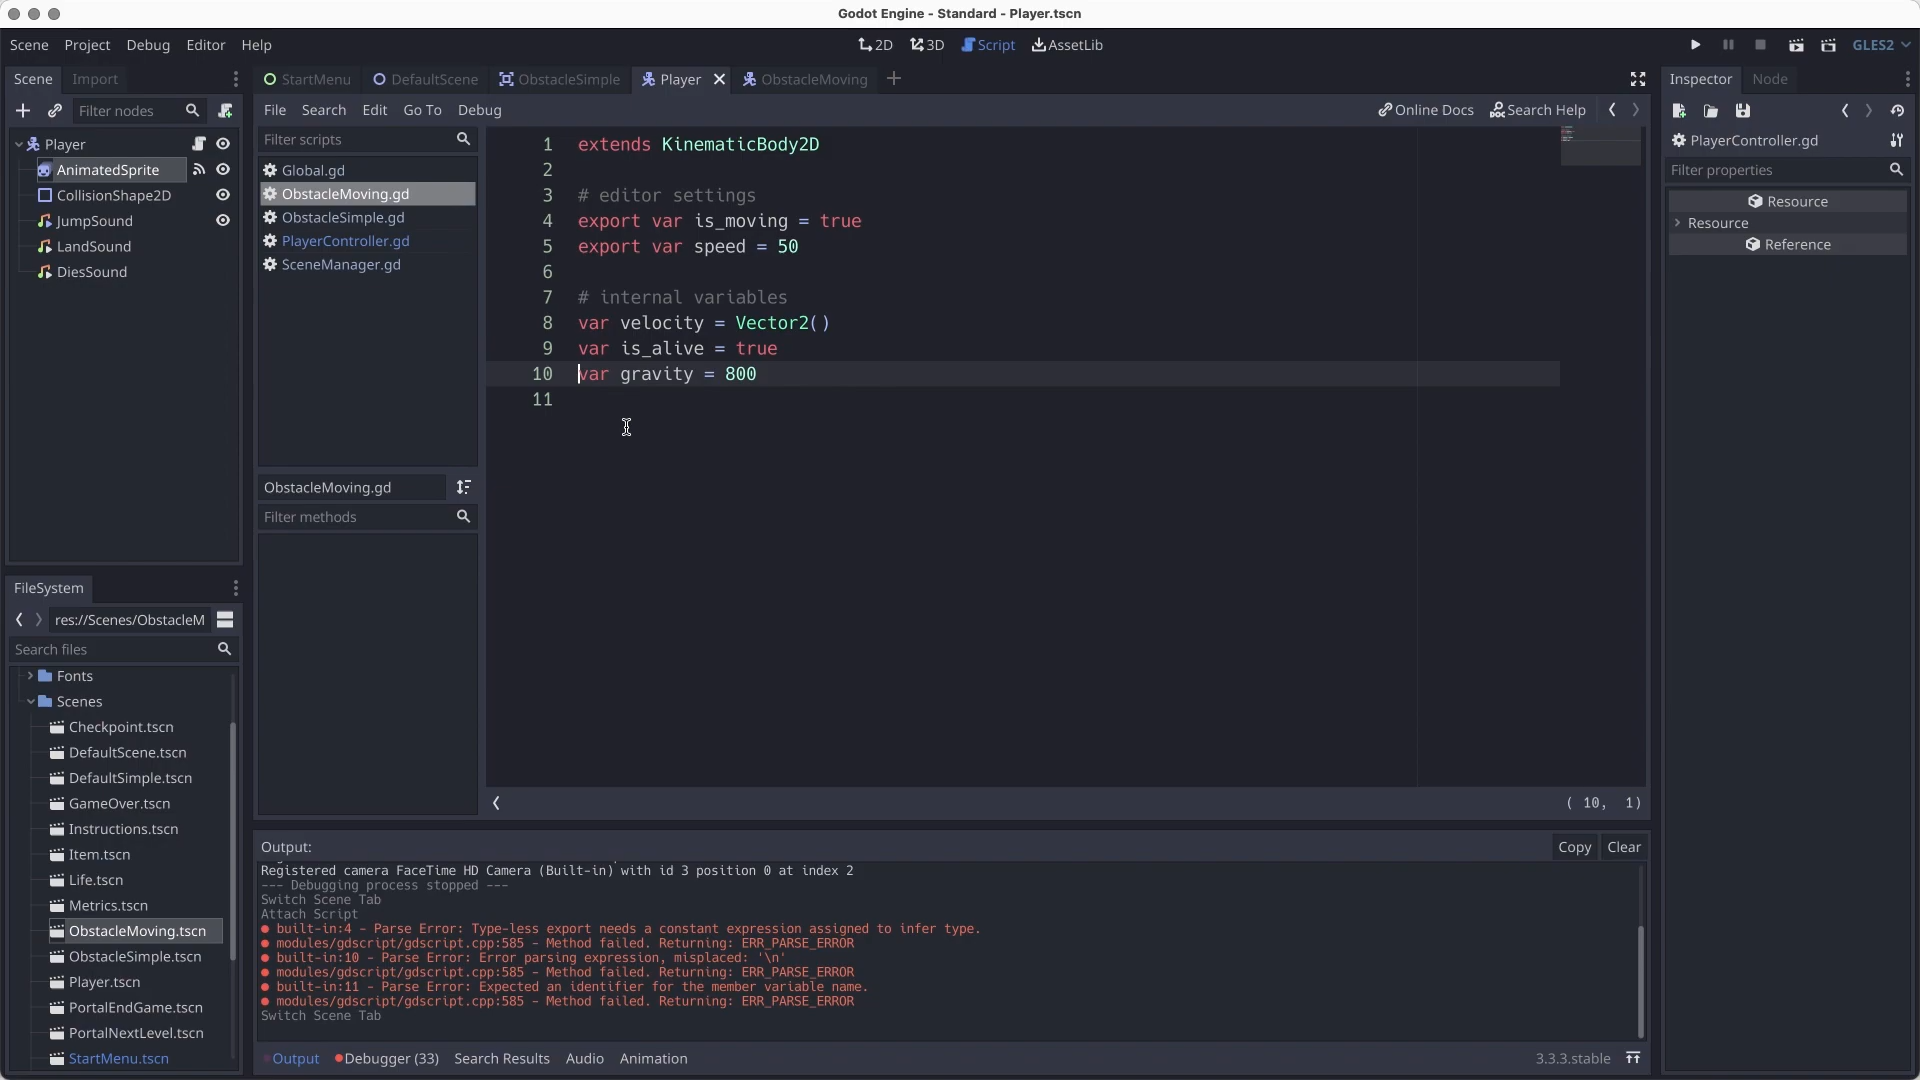 Godot Engine - Standard - Player.tscn
Scene Project Debug Editor Help
2D 3D Script AssetLib
GLES2
Scene Import
StartMenu DefaultScene ObstacleSimple Player ObstacleMoving
Inspector Node
Filter nodes
File Search Edit Go To Debug
Online Docs Search Help
Player
AnimatedSprite
CollisionShape2D
JumpSound
LandSound
DiesSound
Filter scripts
Global.gd
ObstacleMoving.gd
ObstacleSimple.gd
PlayerController.gd
SceneManager.gd
ObstacleMoving.gd
Filter methods
1 extends KinematicBody2D
2
3 # editor settings
4 export var is_moving = true
5 export var speed = 50
6
7 # internal variables
8 var velocity = Vector2()
9 var is_alive = true
10 var gravity = 800
11
( 10, 1)
PlayerController.gd
Filter properties
Resource
Resource
Reference
FileSystem
res://Scenes/ObstacleM
Search files
Fonts
Scenes
Checkpoint.tscn
DefaultScene.tscn
DefaultSimple.tscn
GameOver.tscn
Instructions.tscn
Item.tscn
Life.tscn
Metrics.tscn
ObstacleMoving.tscn
ObstacleSimple.tscn
Player.tscn
PortalEndGame.tscn
PortalNextLevel.tscn
StartMenu.tscn
Output:
Copy Clear
Registered camera FaceTime HD Camera (Built-in) with id 3 position 0 at index 2
--- Debugging process stopped ---
Switch Scene Tab
Attach Script
built-in:4 - Parse Error: Type-less export needs a constant expression assigned to infer type.
modules/gdscript/gdscript.cpp:585 - Method failed. Returning: ERR_PARSE_ERROR
built-in:10 - Parse Error: Error parsing expression, misplaced: '\n'
modules/gdscript/gdscript.cpp:585 - Method failed. Returning: ERR_PARSE_ERROR
built-in:11 - Parse Error: Expected an identifier for the member variable name.
modules/gdscript/gdscript.cpp:585 - Method failed. Returning: ERR_PARSE_ERROR
Switch Scene Tab
Output Debugger (33) Search Results Audio Animation
3.3.3.stable